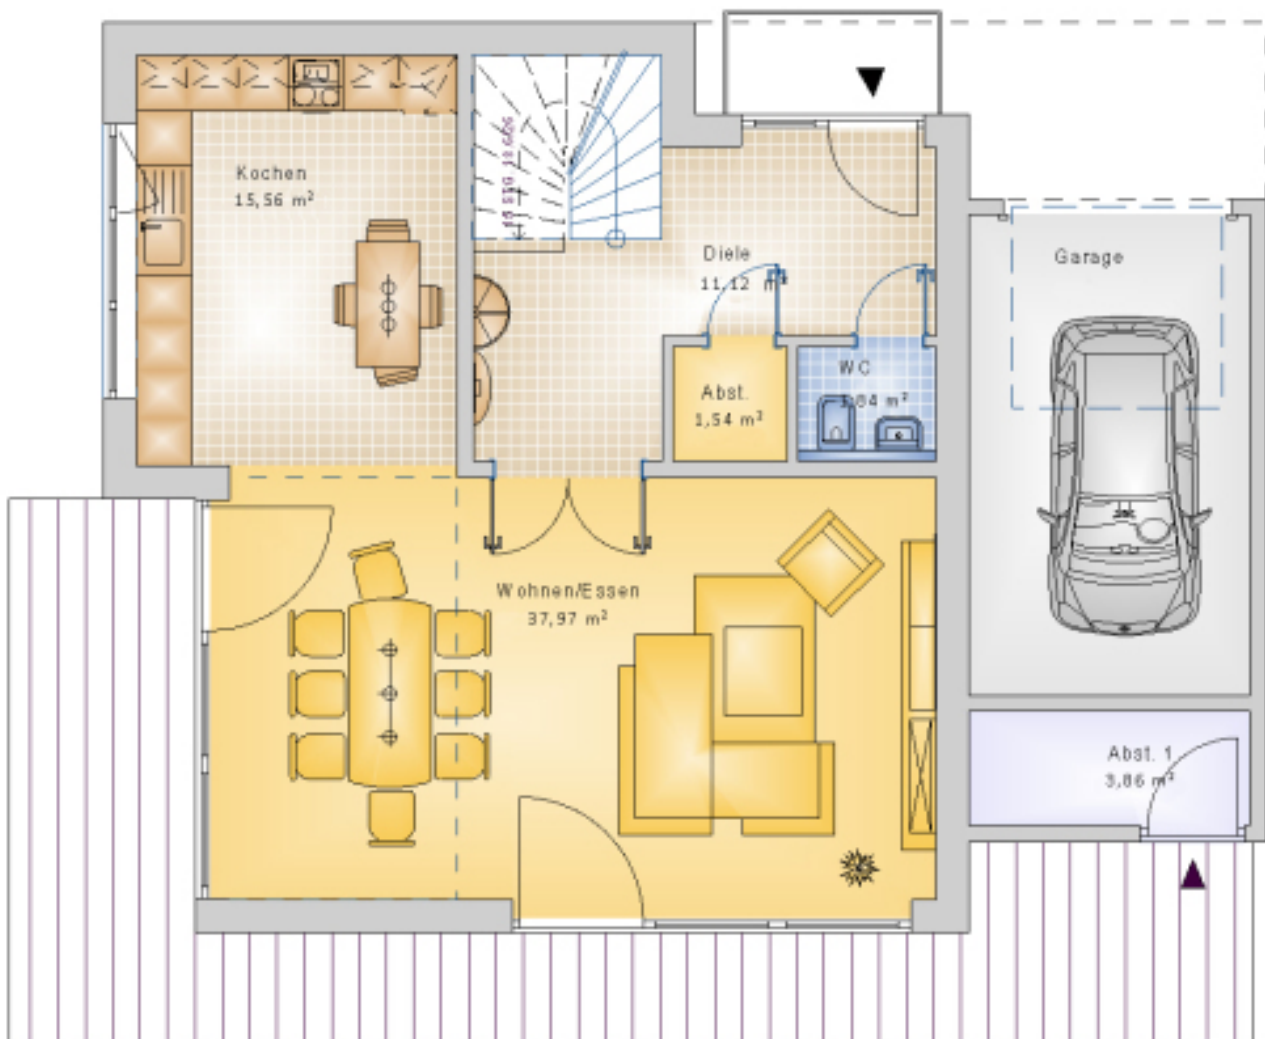 Kochen
15,56 m²
Diele
11,12 m²
Garage
WC
Abst.
1,54 m²
Wohnen/Essen
37,97 m²
Abst. 1
3,86 m²